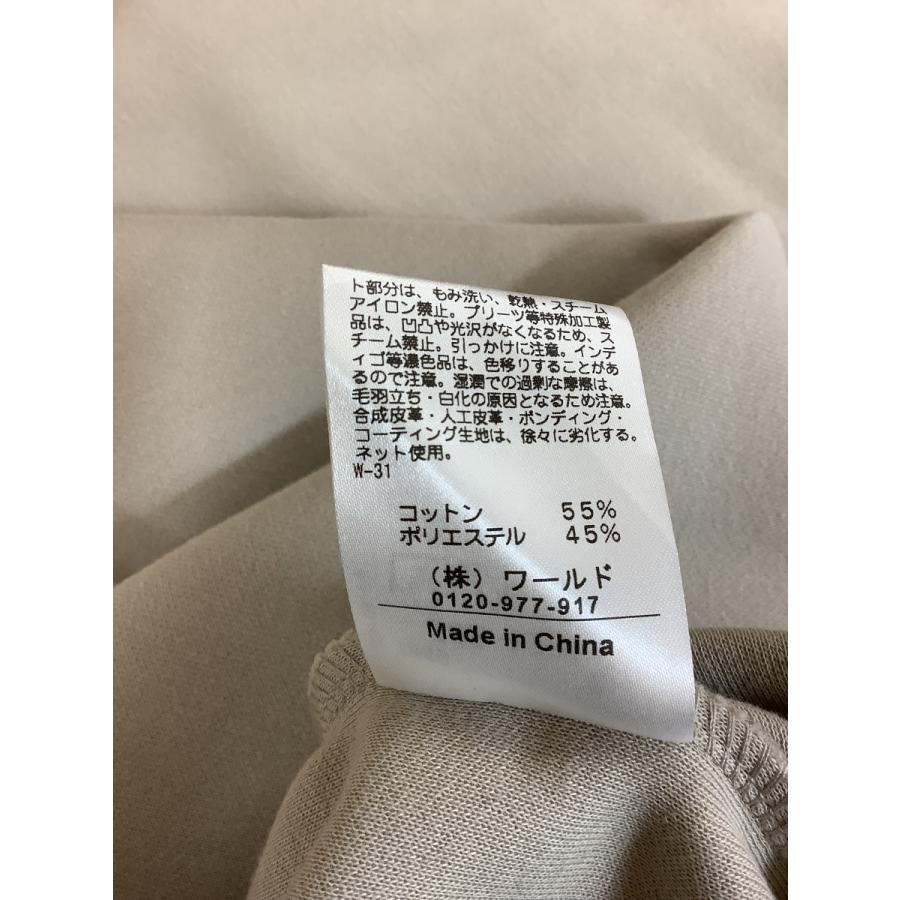 ト部分は、もみ洗い、乾熱・スチーム
アイロン禁止。プリーツ等特殊加工製
品は、凹凸や光沢がなくなるため、ス
チーム禁止。引っかけに注意。インデ
ィゴ等濃色品は、色移りすることがあ
るので注意。湿潤での過剰な摩擦は、
毛羽立ち・白化の原因となるため注意。
合成皮革・人工皮革・ボンディング・
コーティング生地は、徐々に劣化する。
ネット使用。
W-31
コットン 55%
ポリエステル 45%
(株) ワールド
0120-977-917
Made in China